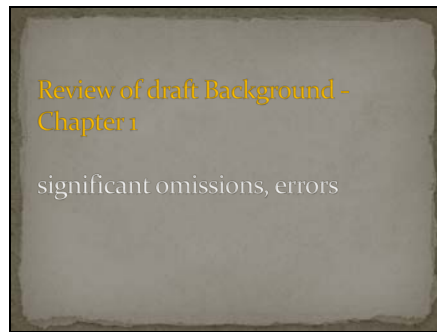 Review of draft Background –
Chapter 1
significant omissions, errors